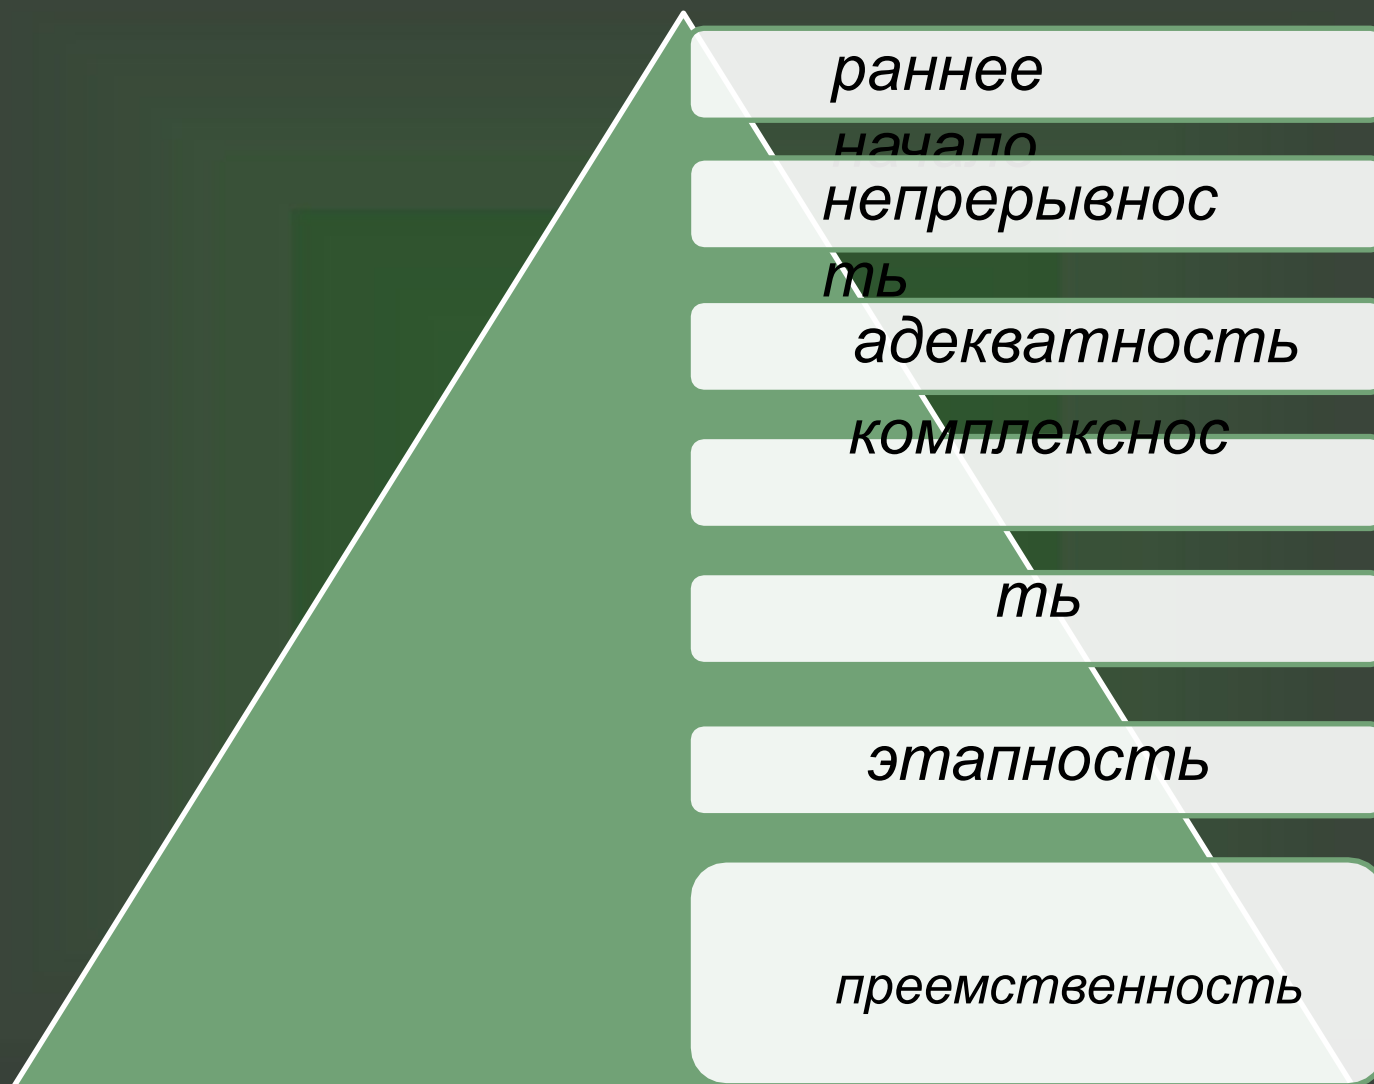 раннее
начало
непрерывнос
ть
адекватность
комплекснос
ть
этапность
преемственность